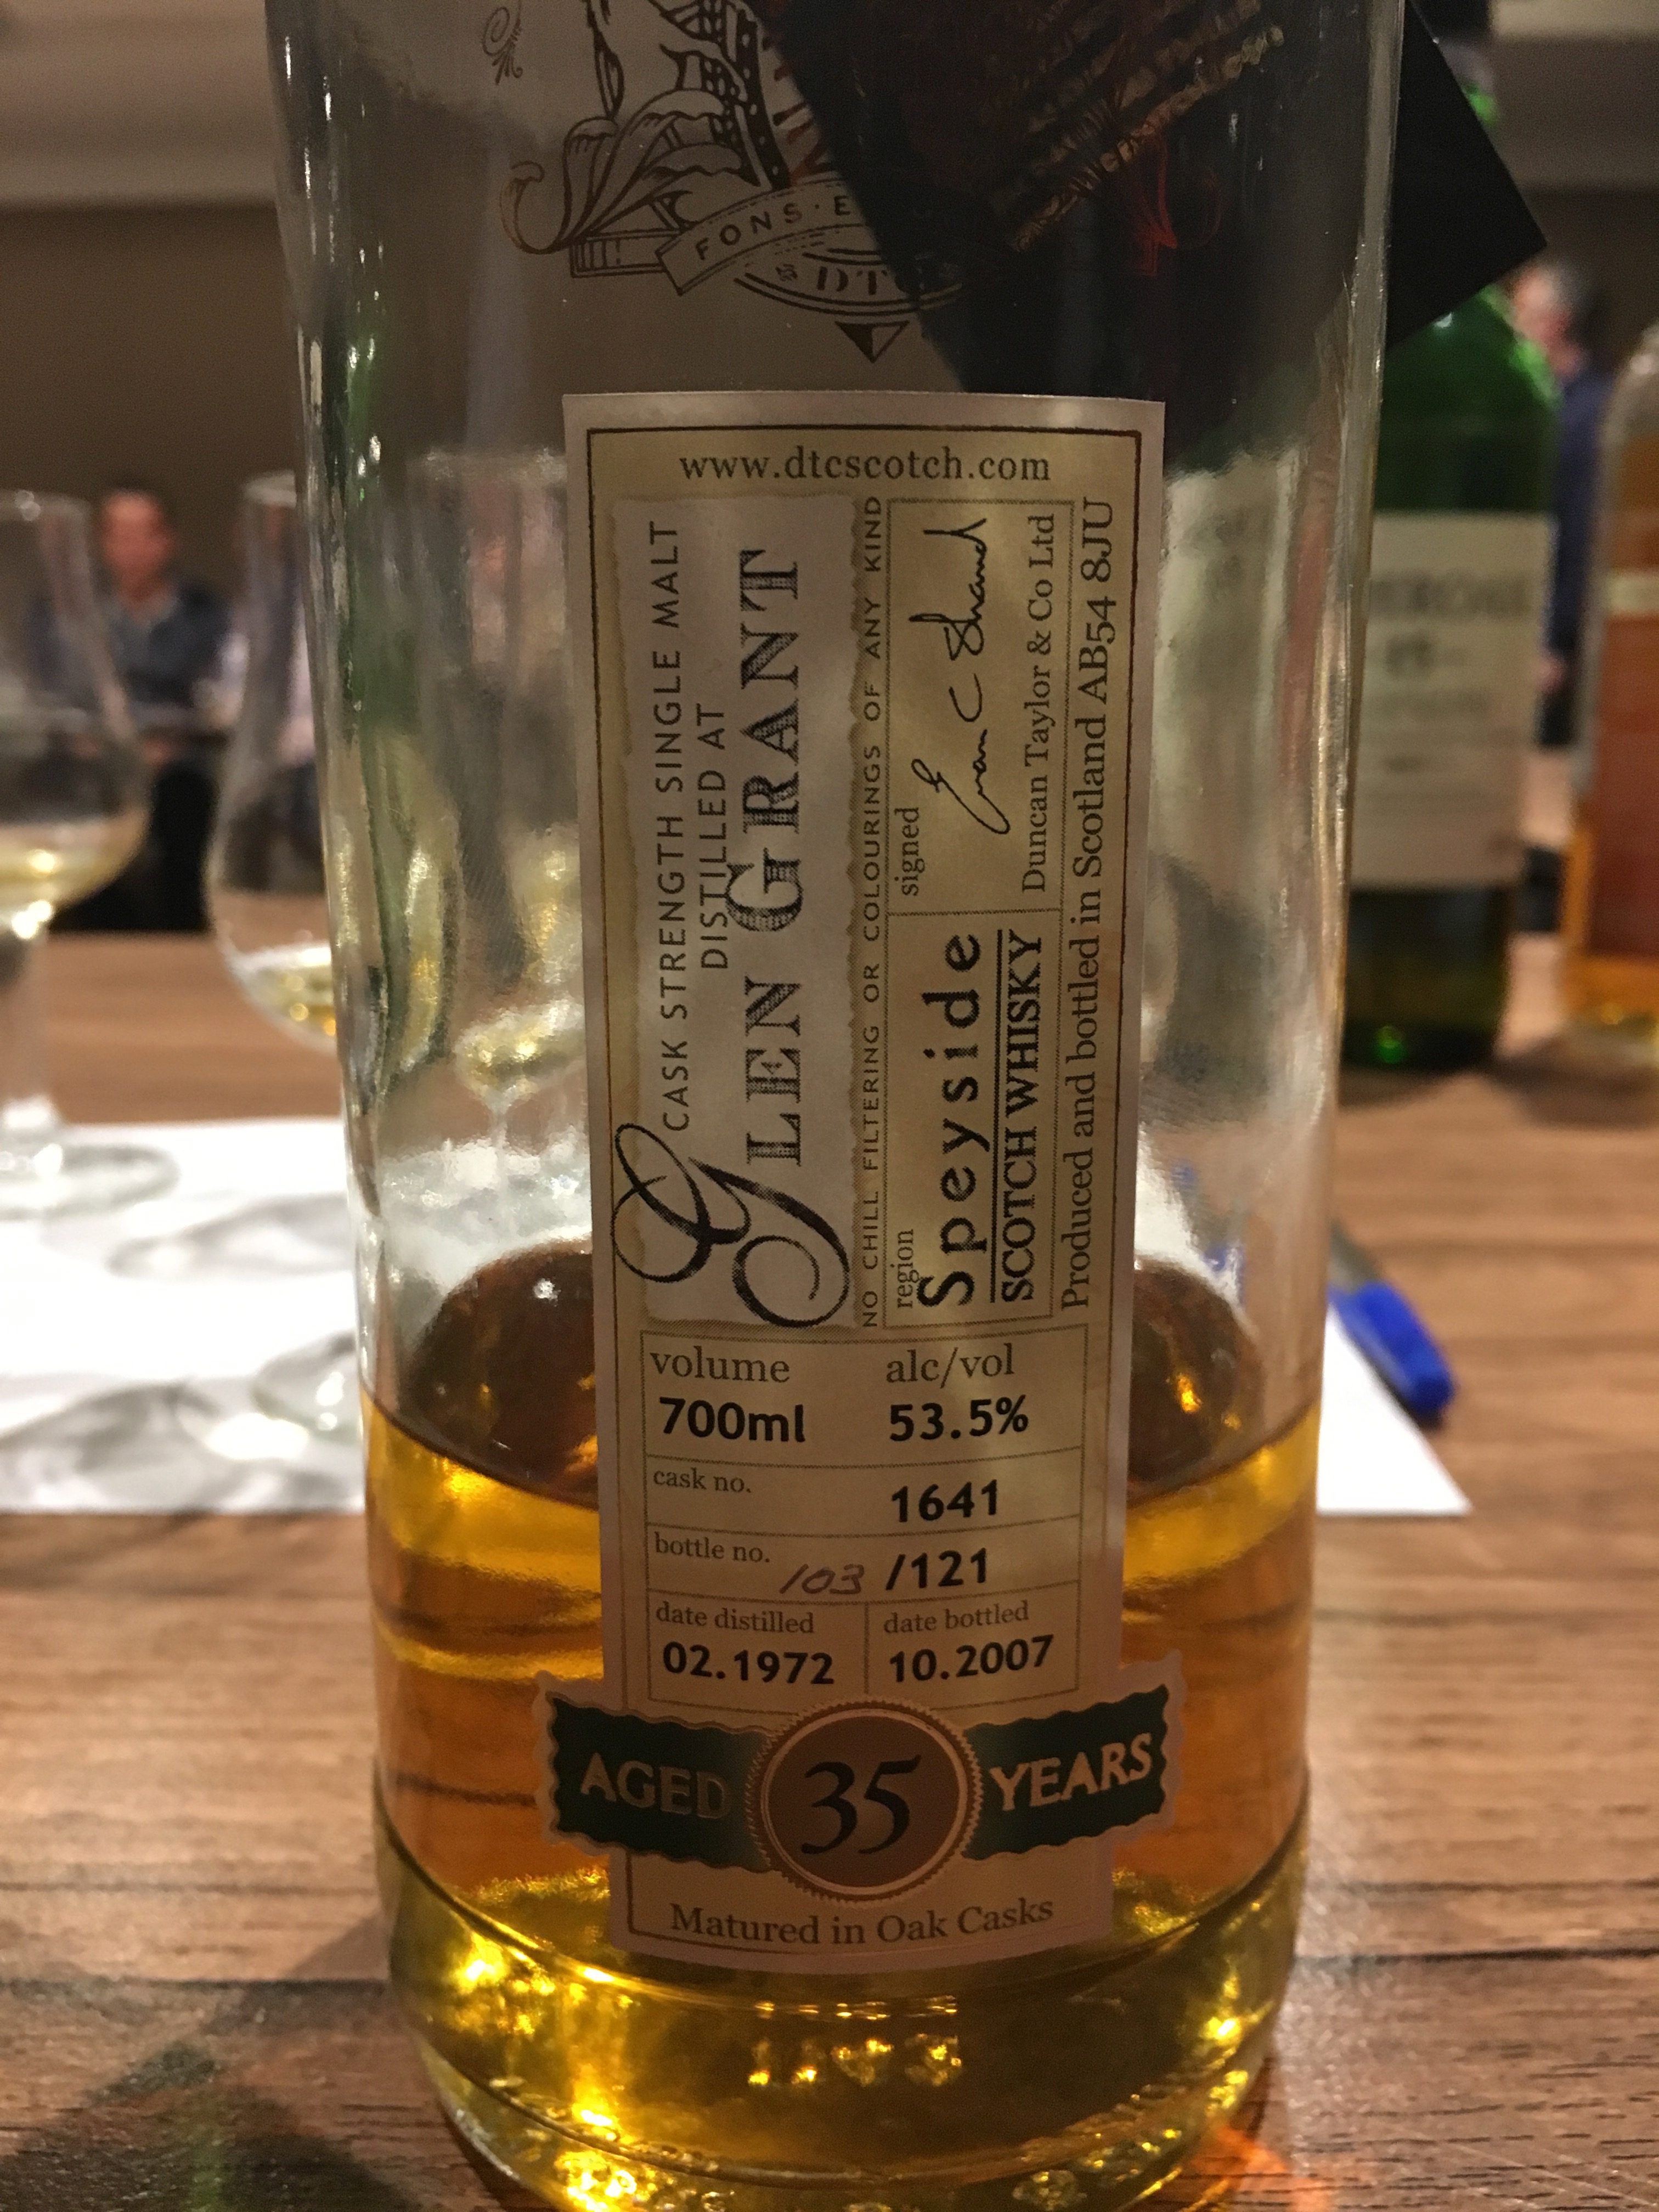 FONS
DTC
www.dtcscotch.com
CASK STRENGTH SINGLE MALT
DISTILLED AT
GLEN GRANT
NO CHILL FILTERING OR COLOURINGS OF ANY KIND
region
Speyside
SCOTCH WHISKY
signed
Euan C Shand
Duncan Taylor & Co Ltd
Produced and bottled in Scotland AB54 8JU
volume
700ml
alc/vol
53.5%
cask no.
1641
bottle no.
103 /121
date distilled
02.1972
date bottled
10.2007
AGED 35 YEARS
Matured in Oak Casks